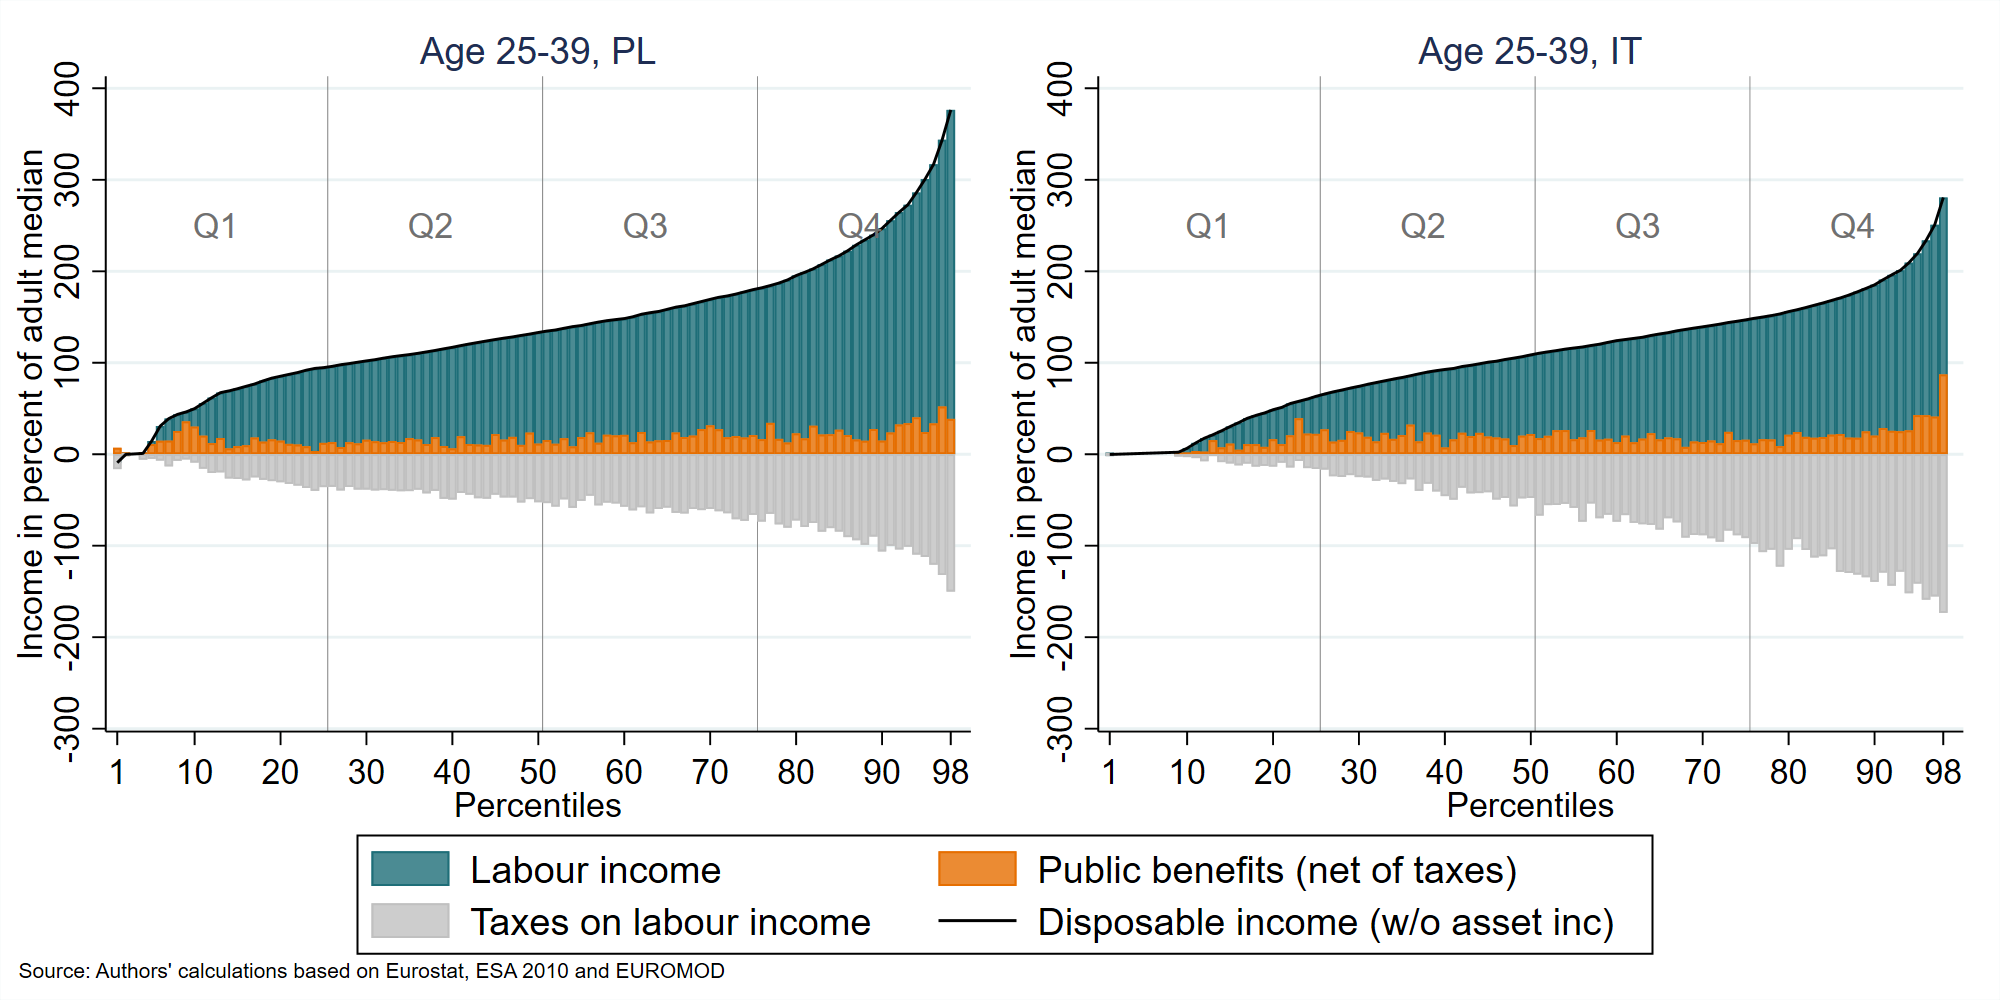 Age 25-39, PL
Income in percent of adult median
400
300
200
100
0
-100
-200
-300
Q1 Q2 Q3 Q4
1 10 20 30 40 50 60 70 80 90 98
Percentiles
Age 25-39, IT
Income in percent of adult median
400
300
200
100
0
-100
-200
-300
Q1 Q2 Q3 Q4
1 10 20 30 40 50 60 70 80 90 98
Percentiles
Labour income
Public benefits (net of taxes)
Taxes on labour income
Disposable income (w/o asset inc)
Source: Authors' calculations based on Eurostat, ESA 2010 and EUROMOD